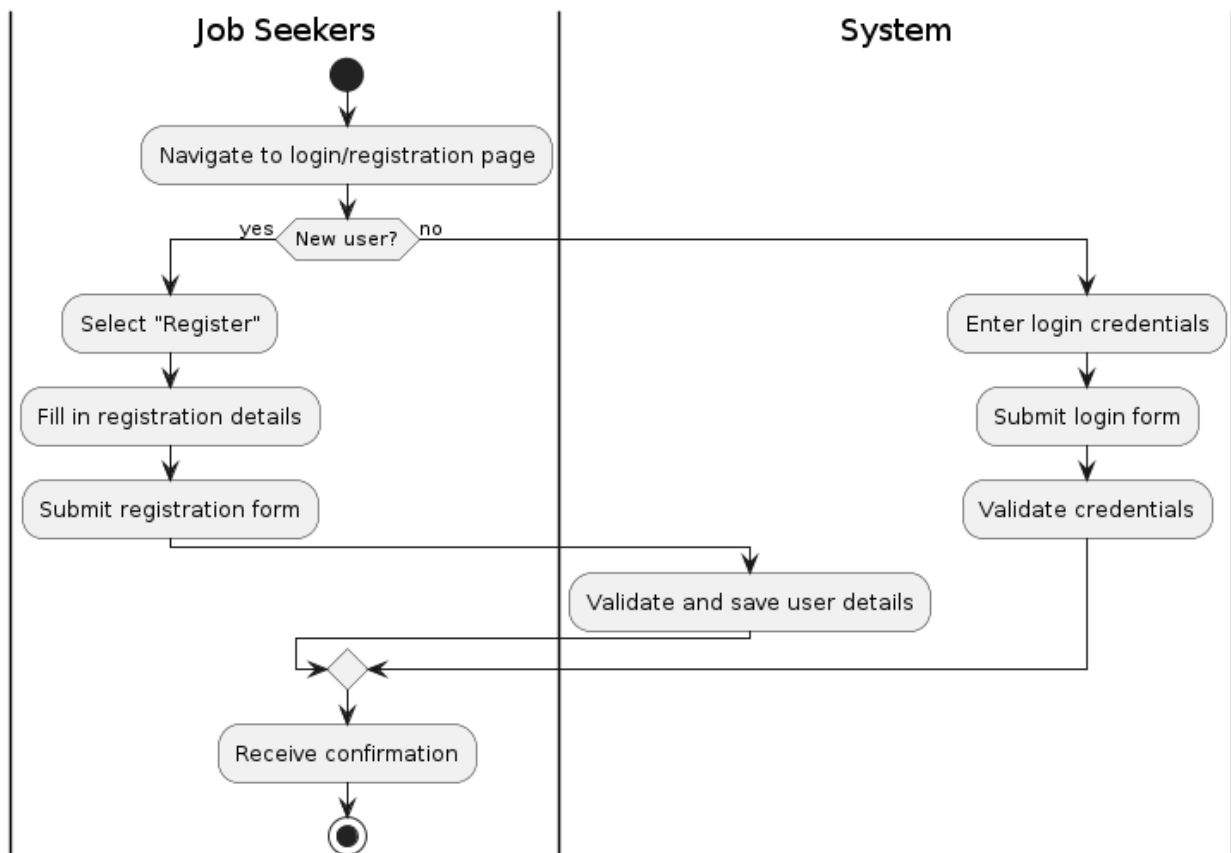 Job Seekers
System
Navigate to login/registration page
yes
New user?
no
Select "Register"
Enter login credentials
Fill in registration details
Submit login form
Submit registration form
Validate credentials
Validate and save user details
Receive confirmation